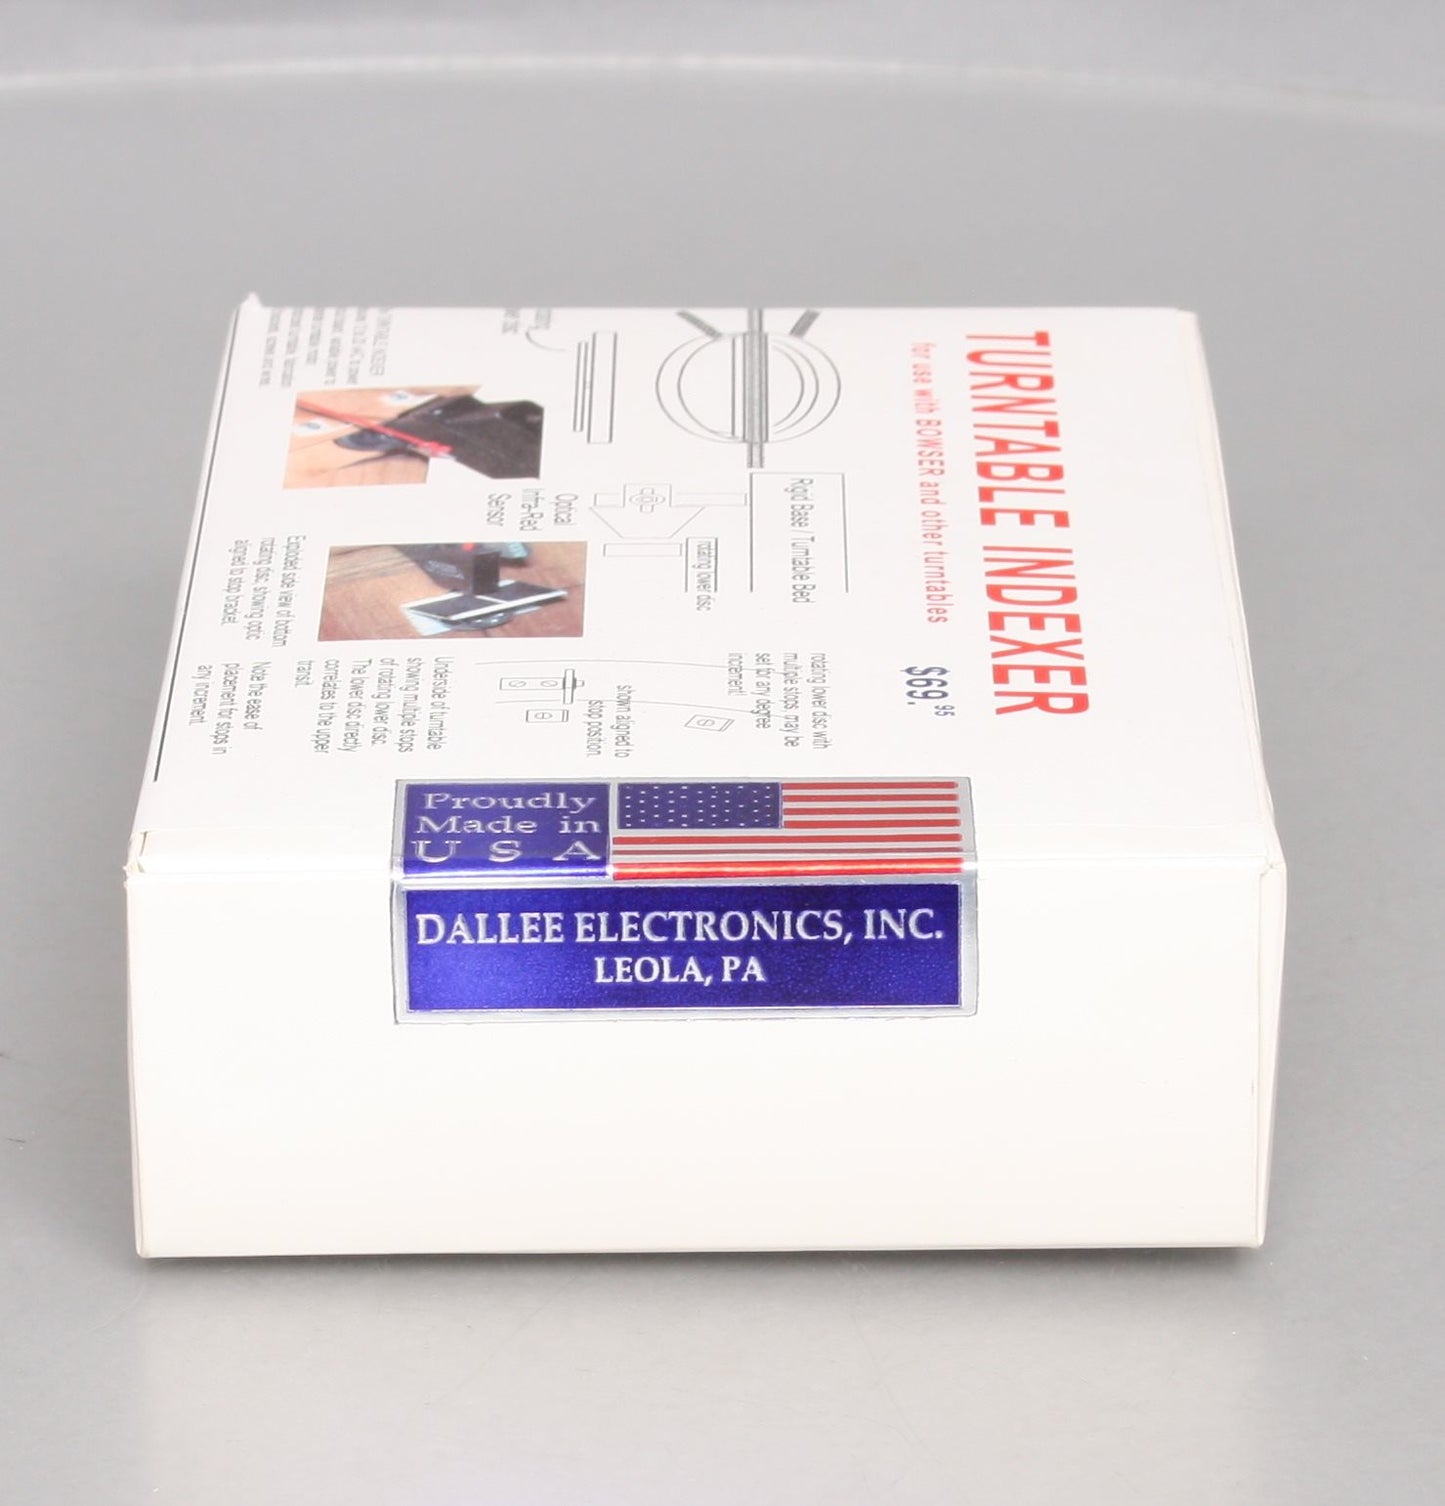 TURNTABLE INDEXER
for use with BOWSER and other turntables
$69.95
Rigid Base / Turntable Bed
rotating lower disc
rotating lower disc with
multiple stops, may be
set for any degree
increment!
shown aligned to
stop position.
Optical
Infra-Red
Sensor
Underside of turntable
showing multiple stops
of rotating lower disc.
The lower disc directly
correlates to the upper
transit.
Exploded side view of bottom
rotating disc, showing optic
aligned to stop bracket.
Note the ease of
placement for stops in
any increment.
Proudly
Made in
U S A
DALLEE ELECTRONICS, INC.
LEOLA, PA